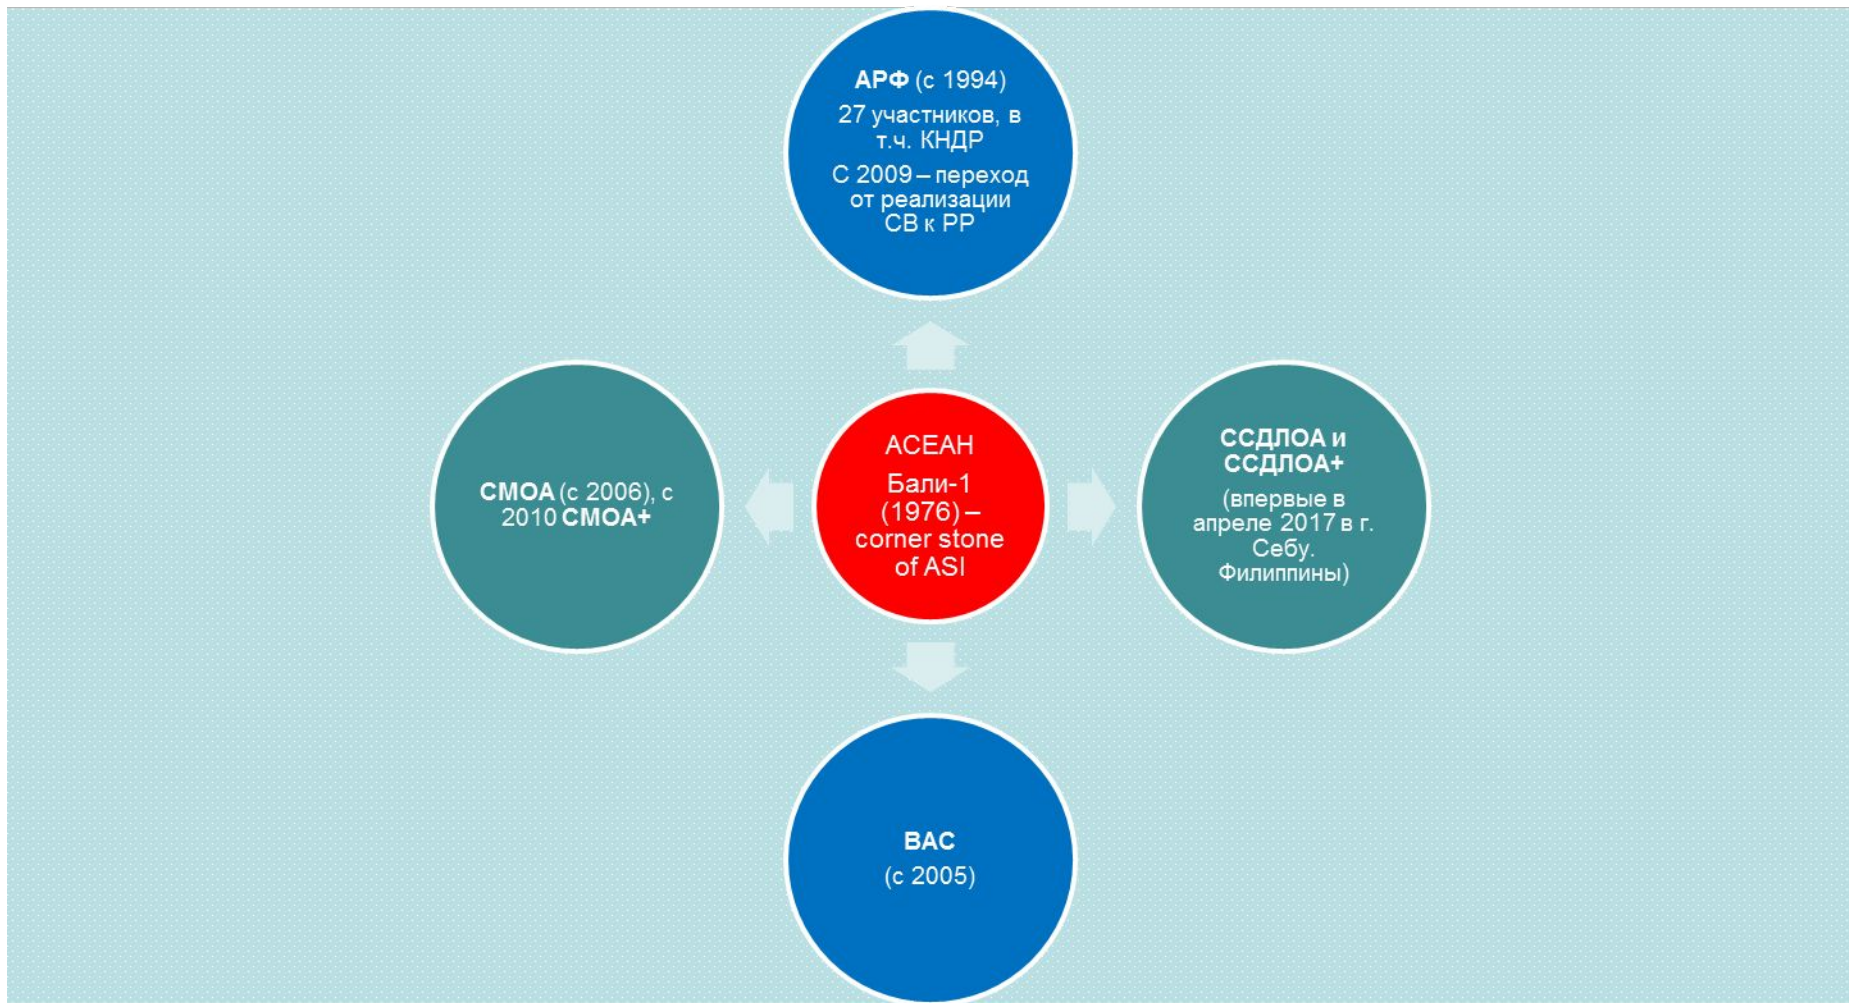 АРФ (с 1994)
27 участников, в
т.ч. КНДР
С 2009 – переход
от реализации
СВ к РР
СМОА (с 2006), с
2010 СМОА+
АСЕАН
Бали-1
(1976) –
corner stone
of ASI
ССДЛОА и
ССДЛОА+
(впервые в
апреле 2017 в г.
Себу.
Филиппины)
ВАС
(с 2005)